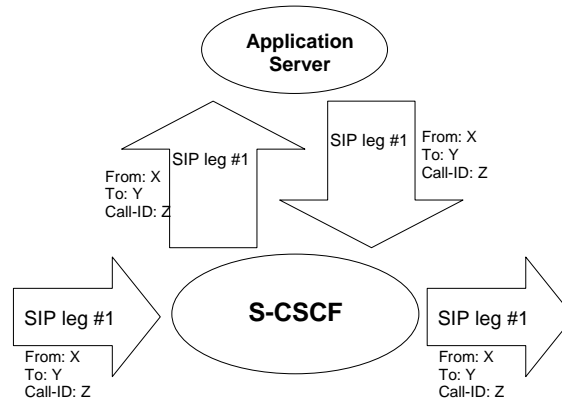 Application
Server
SIP leg #1
From: X
To: Y
Call-ID: Z
SIP leg #1
From: X
To: Y
Call-ID: Z
S-CSCF
SIP leg #1
From: X
To: Y
Call-ID: Z
SIP leg #1
From: X
To: Y
Call-ID: Z